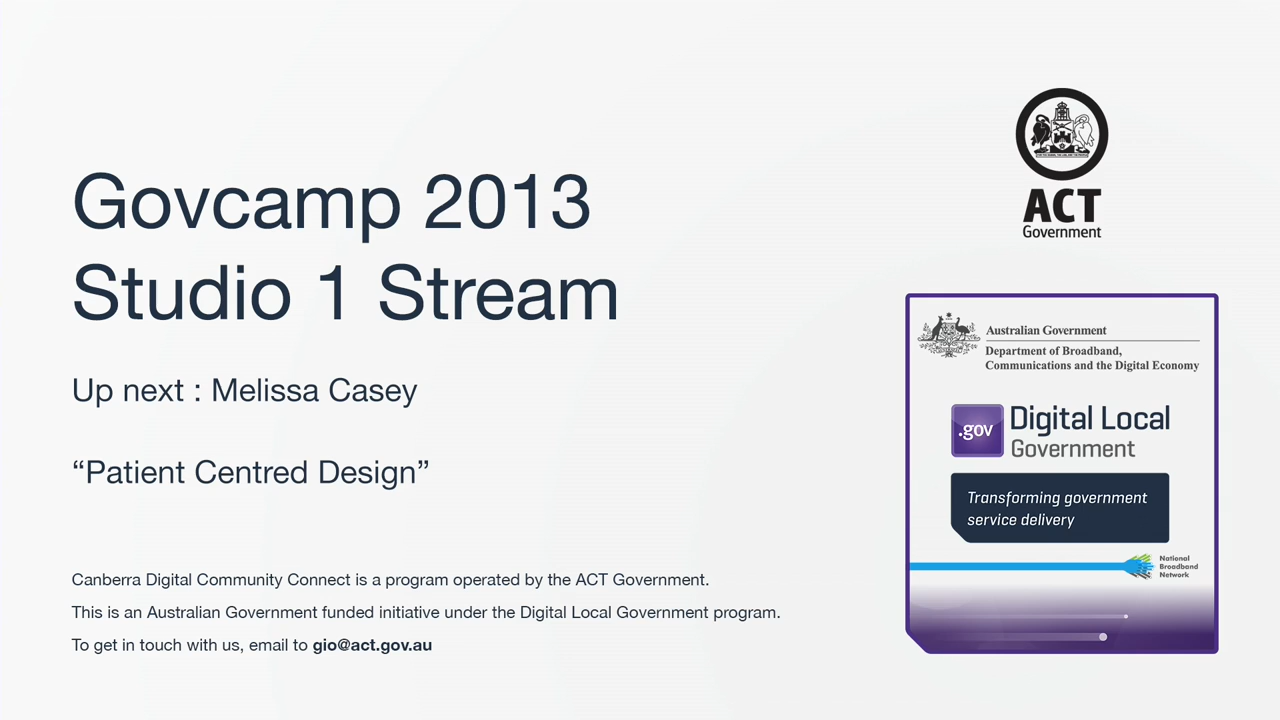 Govcamp 2013
Studio 1 Stream
Up next : Melissa Casey
“Patient Centred Design”
Canberra Digital Community Connect is a program operated by the ACT Government.
This is an Australian Government funded initiative under the Digital Local Government program.
To get in touch with us, email to gio@act.gov.au
ACT
Government
Australian Government
Department of Broadband,
Communications and the Digital Economy
.gov
Digital Local
Government
Transforming government
service delivery
National
Broadband
Network